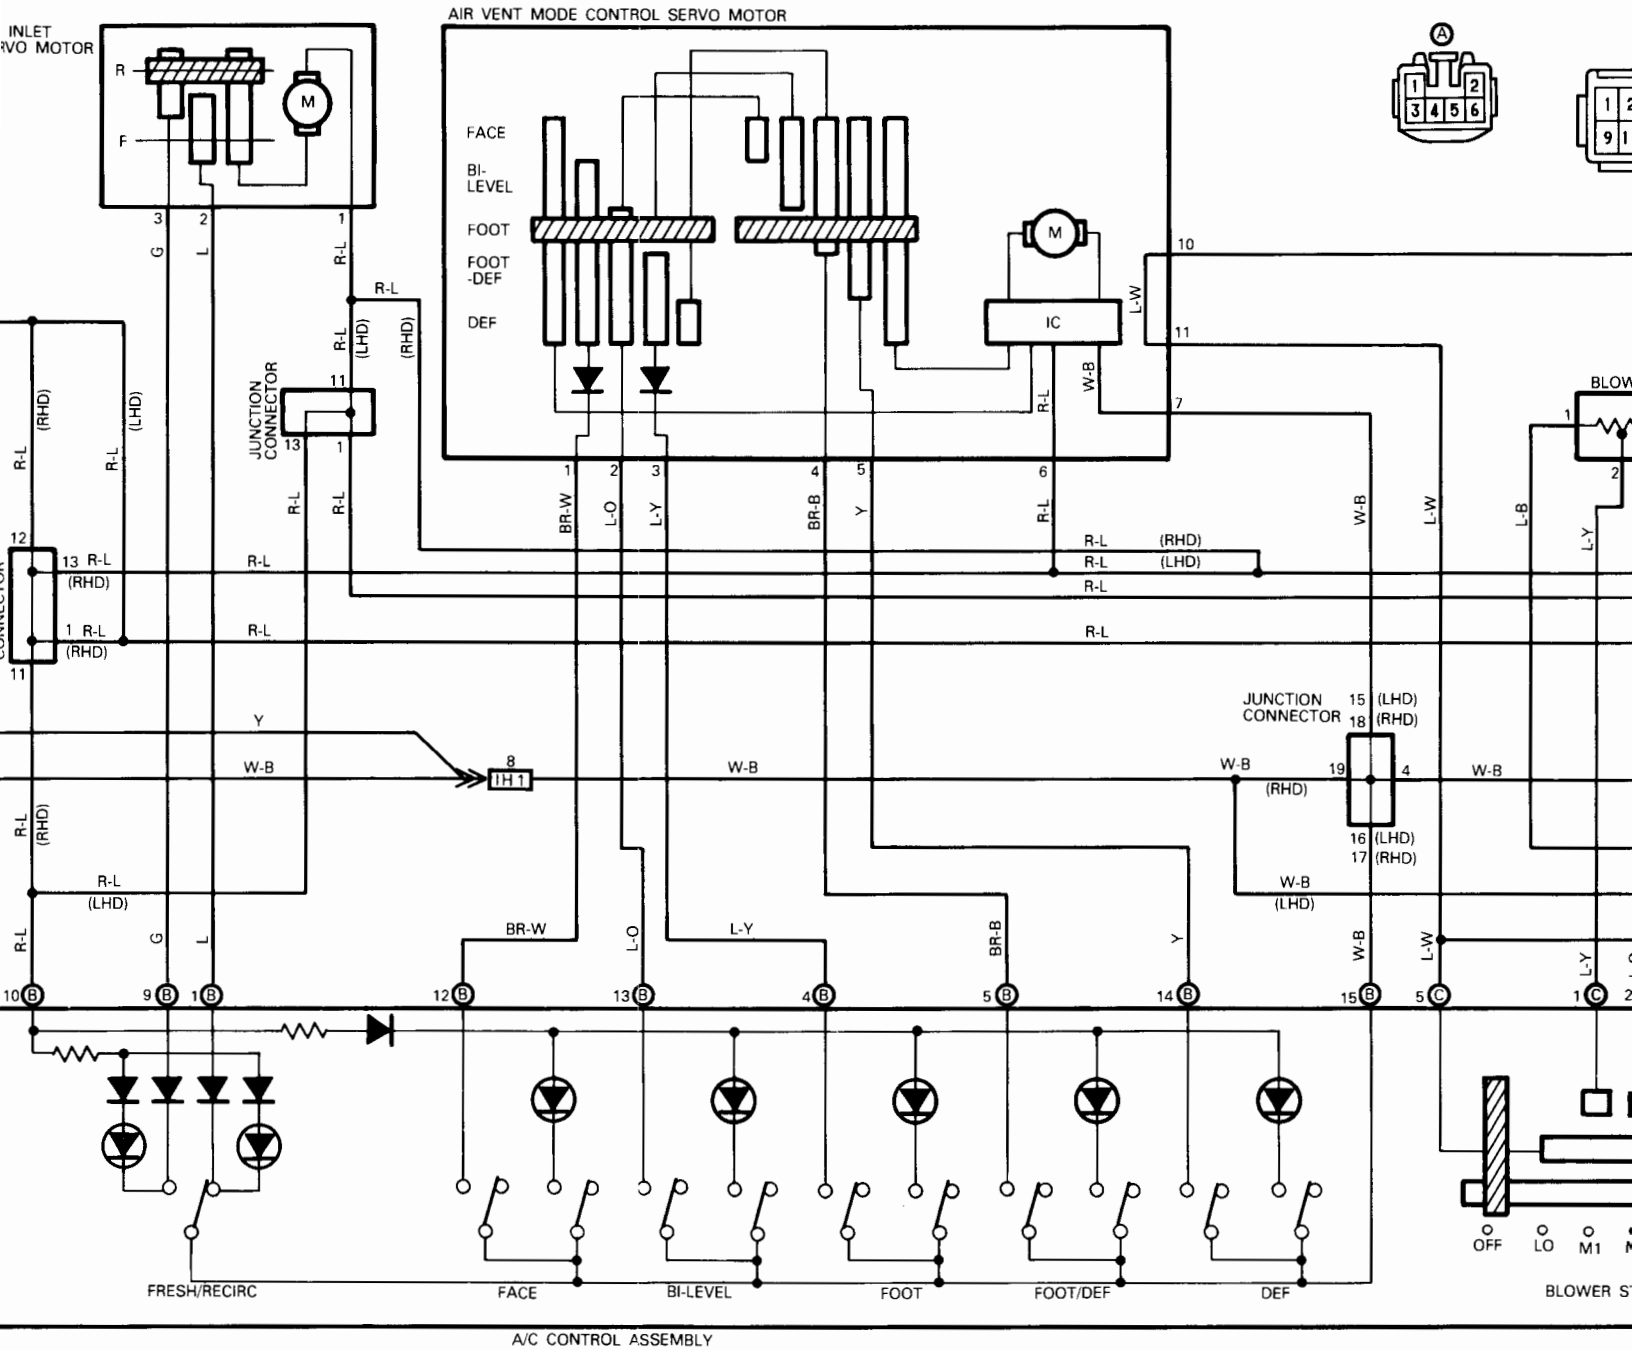 AIR VENT MODE CONTROL SERVO MOTOR
INLET
RVO MOTOR
R
F
M
3
2
1
G
L
R-L
R-L
R-L
(LHD)
(RHD)
FACE
BI-
LEVEL
FOOT
FOOT
-DEF
DEF
M
IC
R-L
W-B
10
L-W
11
7
A
1
2
3
4
5
6
1
2
9
1
BLOW
1
2
(RHD)
R-L
(LHD)
R-L
JUNCTION
CONNECTOR
11
13
1
R-L
R-L
1
2
3
4
5
6
BR-W
L-O
L-Y
BR-B
Y
R-L
W-B
L-W
L-B
L-Y
12
13
R-L
(RHD)
R-L
R-L
(RHD)
R-L
(LHD)
R-L
CONNECTOR
1
R-L
(RHD)
R-L
R-L
11
JUNCTION
CONNECTOR
15 (LHD)
18 (RHD)
Y
W-B
8
IH1
W-B
W-B
(RHD)
19
4
W-B
16 (LHD)
17 (RHD)
R-L
(RHD)
R-L
(LHD)
W-B
(LHD)
R-L
G
L
BR-W
L-O
L-Y
BR-B
Y
W-B
L-W
L-Y
10 B
9 B
1 B
12 B
13 B
4 B
5 B
14 B
15 B
5 C
1 C
2
OFF
LO
M1
FRESH/RECIRC
FACE
BI-LEVEL
FOOT
FOOT/DEF
DEF
BLOWER
A/C CONTROL ASSEMBLY